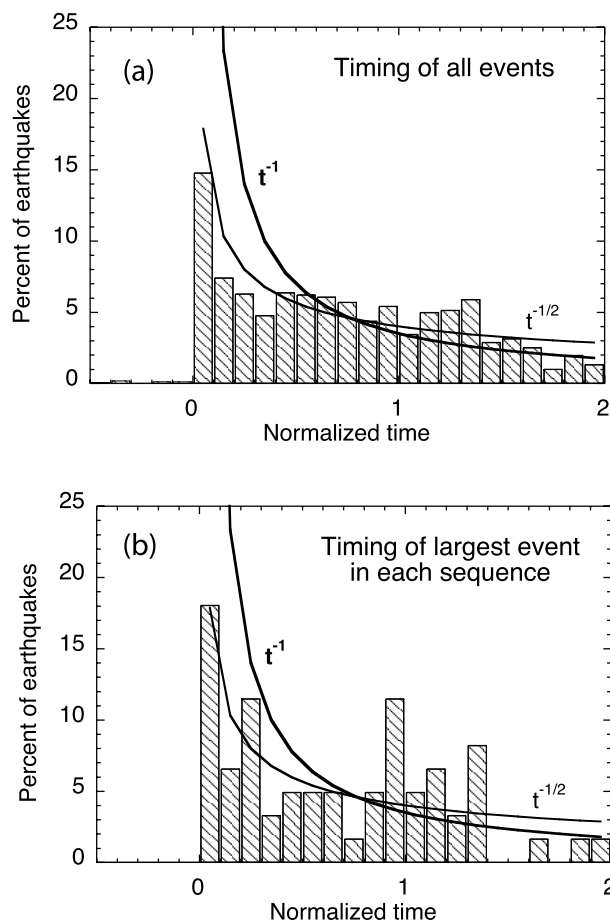 25
(a)
Timing of all events
20
Percent of earthquakes
15
t-1
10
5
t-1/2
0
0
1
2
Normalized time
25
(b)
Timing of largest event
in each sequence
20
Percent of earthquakes
15
t-1
10
5
t-1/2
0
0
1
2
Normalized time